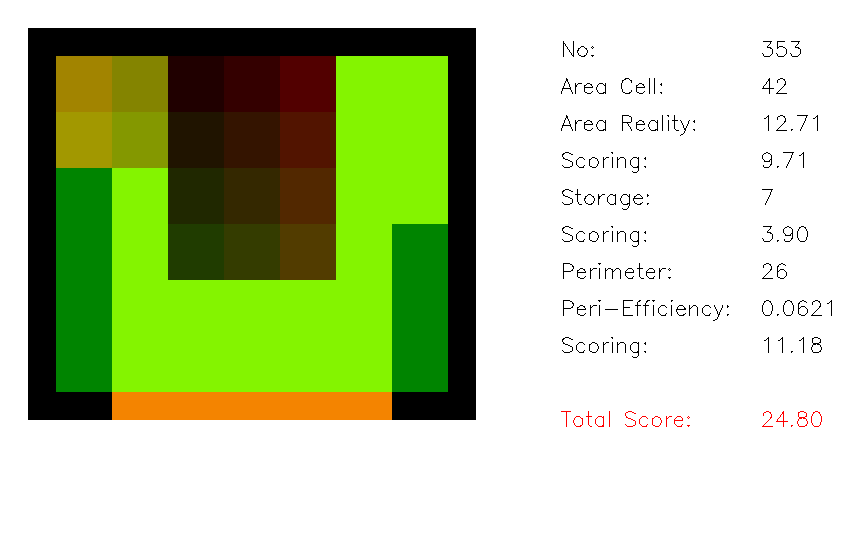 No: 353
Area Cell: 42
Area Reality: 12.71
Scoring: 9.71
Storage: 7
Scoring: 3.90
Perimeter: 26
Peri-Efficiency: 0.0621
Scoring: 11.18
Total Score: 24.80